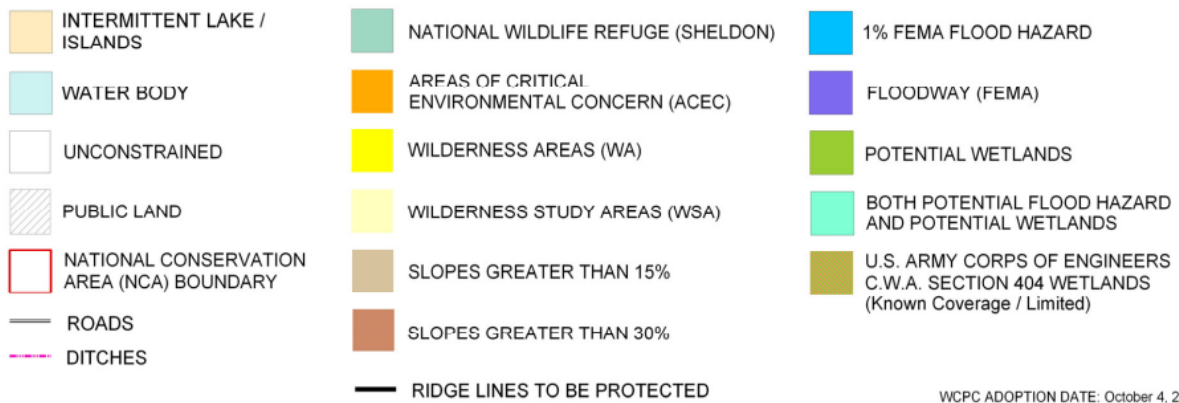 INTERMITTENT LAKE /
ISLANDS
WATER BODY
UNCONSTRAINED
PUBLIC LAND
NATIONAL CONSERVATION
AREA (NCA) BOUNDARY
ROADS
DITCHES
NATIONAL WILDLIFE REFUGE (SHELDON)
AREAS OF CRITICAL
ENVIRONMENTAL CONCERN (ACEC)
WILDERNESS AREAS (WA)
WILDERNESS STUDY AREAS (WSA)
SLOPES GREATER THAN 15%
SLOPES GREATER THAN 30%
RIDGE LINES TO BE PROTECTED
1% FEMA FLOOD HAZARD
FLOODWAY (FEMA)
POTENTIAL WETLANDS
BOTH POTENTIAL FLOOD HAZARD
AND POTENTIAL WETLANDS
U.S. ARMY CORPS OF ENGINEERS
C.W.A. SECTION 404 WETLANDS
(Known Coverage / Limited)
WCPC ADOPTION DATE: October 4, 2